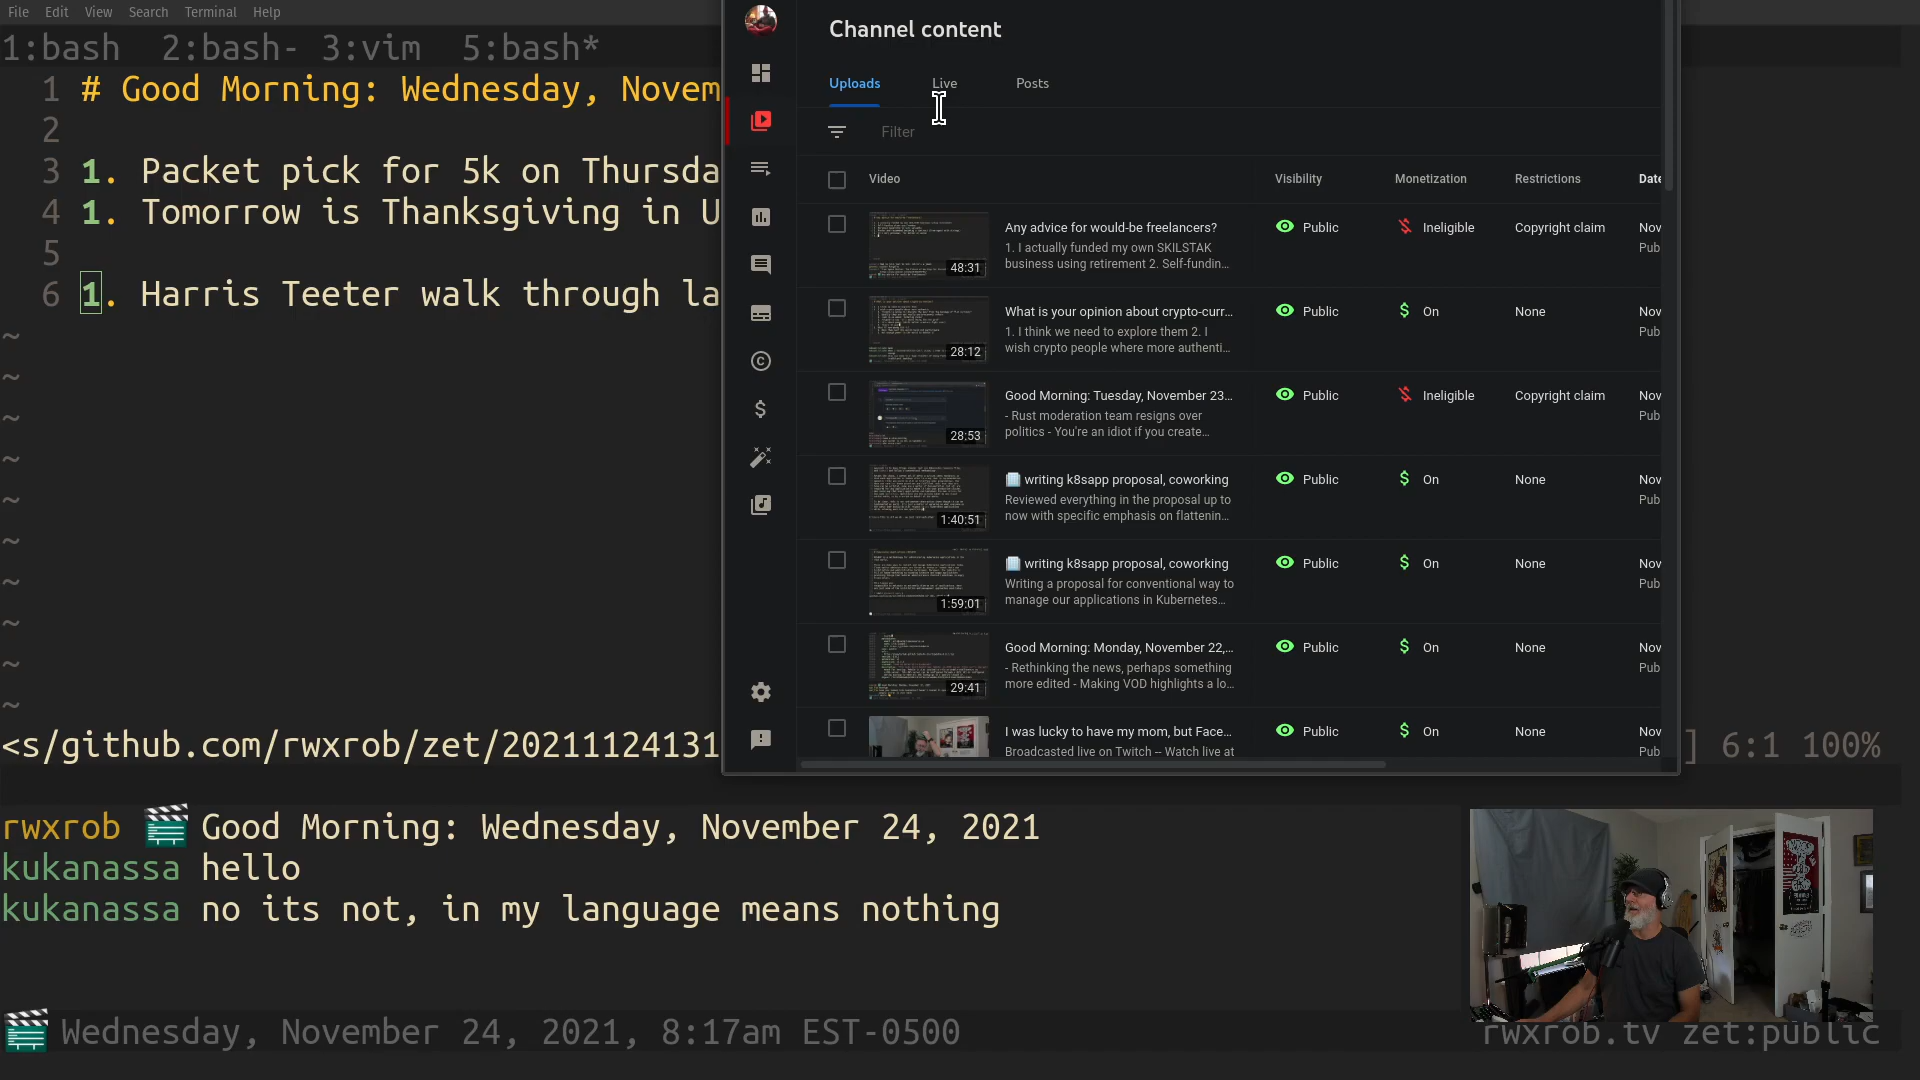 File Edit View Search Terminal Help
1:bash 2:bash- 3:vim 5:bash*
1 # Good Morning: Wednesday, Novem
2
3 1. Packet pick for 5k on Thursda
4 1. Tomorrow is Thanksgiving in U
5
6 1. Harris Teeter walk through la
~
~
~
~
~
~
~
~
~
~
<s/github.com/rwxrob/zet/20211124131
] 6:1 100%
Channel content
Uploads Live Posts
Filter
Video Visibility Monetization Restrictions Date
Any advice for would-be freelancers?
1. I actually funded my own SKILSTAK
business using retirement 2. Self-fundin...
48:31
Public Ineligible Copyright claim Nov
Pub
What is your opinion about crypto-curr...
1. I think we need to explore them 2. I
wish crypto people where more authenti...
28:12
Public On None Nov
Pub
Good Morning: Tuesday, November 23...
- Rust moderation team resigns over
politics - You're an idiot if you create...
28:53
Public Ineligible Copyright claim Nov
Pub
writing k8sapp proposal, coworking
Reviewed everything in the proposal up to
now with specific emphasis on flattenin...
1:40:51
Public On None Nov
Pub
writing k8sapp proposal, coworking
Writing a proposal for conventional way to
manage our applications in Kubernetes...
1:59:01
Public On None Nov
Pub
Good Morning: Monday, November 22,...
- Rethinking the news, perhaps something
more edited - Making VOD highlights a lo...
29:41
Public On None Nov
Pub
I was lucky to have my mom, but Face...
Broadcasted live on Twitch -- Watch live at
Public On None Nov
Pub
rwxrob 🎬 Good Morning: Wednesday, November 24, 2021
kukanassa hello
kukanassa no its not, in my language means nothing
🎬 Wednesday, November 24, 2021, 8:17am EST-0500
rwxrob.tv zet:public